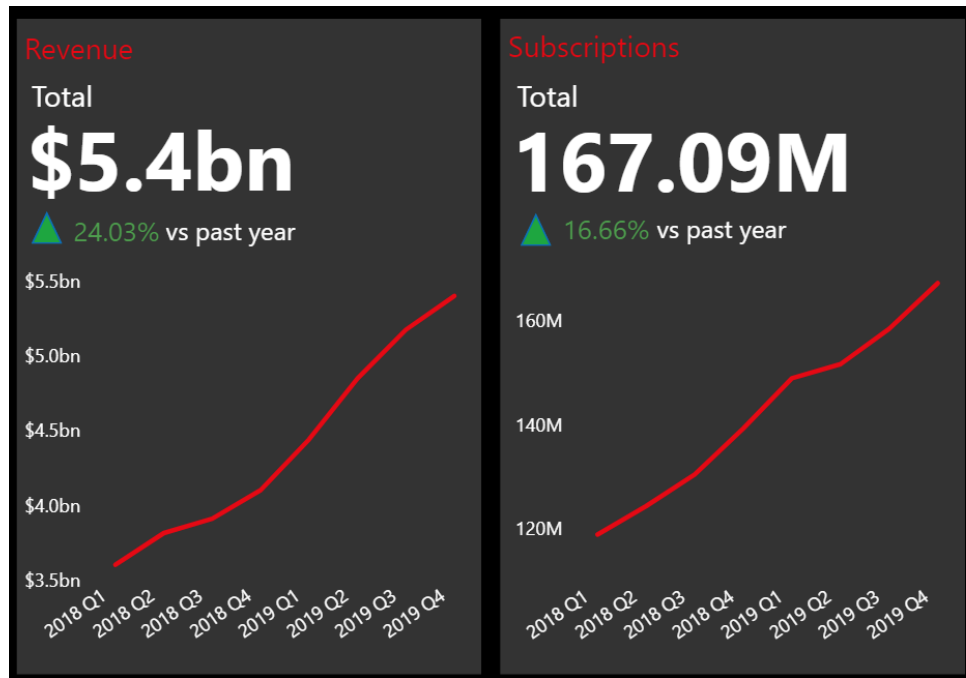 Revenue
Total
$5.4bn
24.03% vs past year
$5.5bn
$5.0bn
$4.5bn
$4.0bn
$3.5bn
2018 Q1
2018 Q2
2018 Q3
2018 Q4
2019 Q1
2019 Q2
2019 Q3
2019 Q4
Subscriptions
Total
167.09M
16.66% vs past year
160M
140M
120M
2018 Q1
2018 Q2
2018 Q3
2018 Q4
2019 Q1
2019 Q2
2019 Q3
2019 Q4